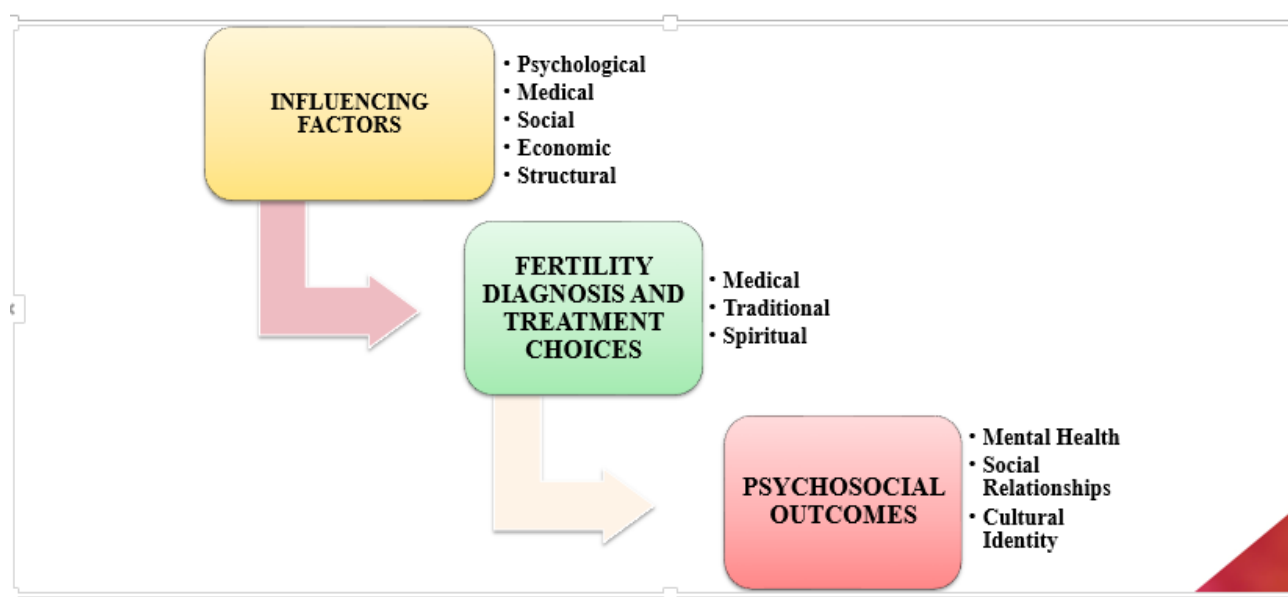 INFLUENCING
FACTORS
• Psychological
• Medical
• Social
• Economic
• Structural
FERTILITY
DIAGNOSIS AND
TREATMENT
CHOICES
• Medical
• Traditional
• Spiritual
PSYCHOSOCIAL
OUTCOMES
• Mental Health
• Social
Relationships
• Cultural
Identity